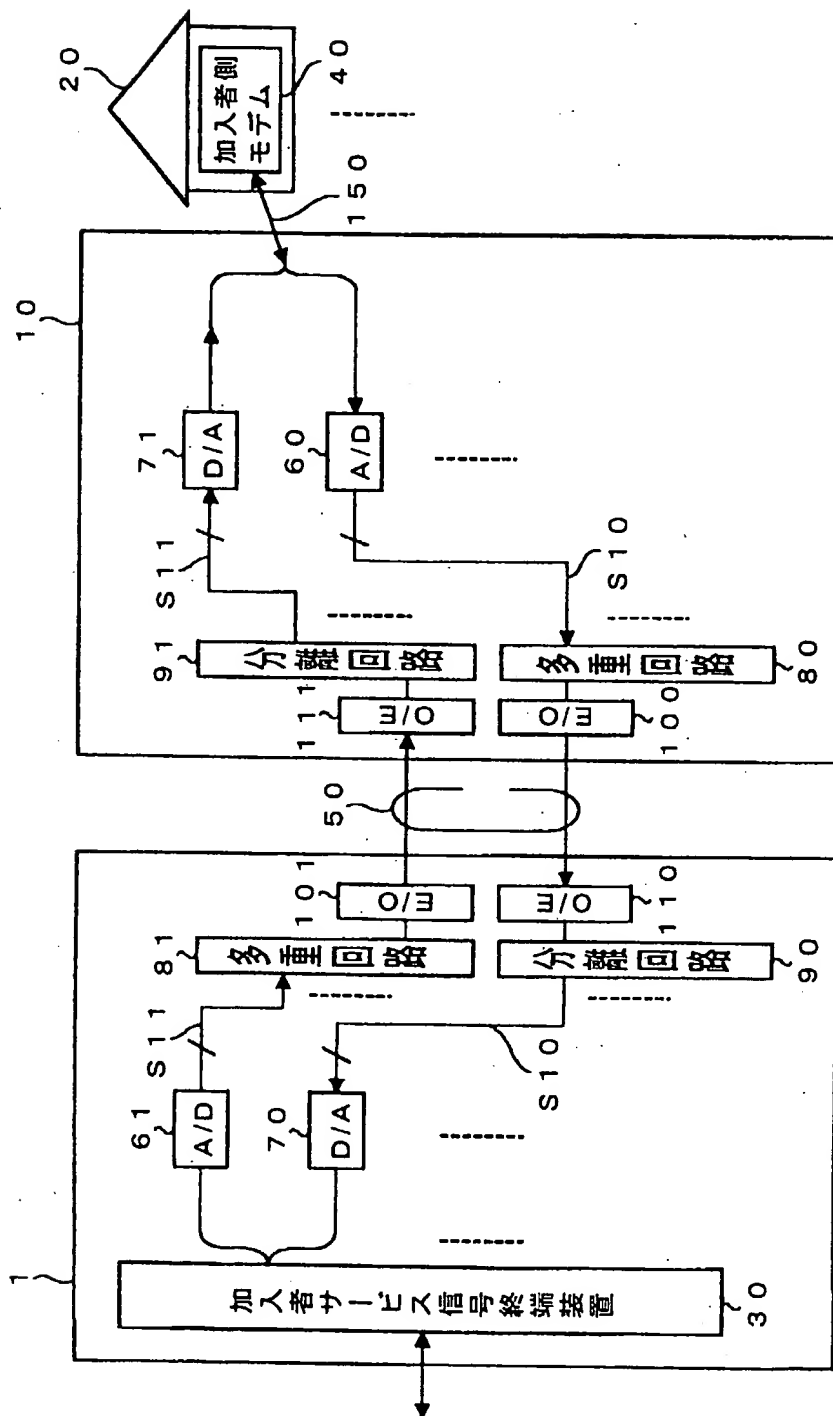 1
加入者サービス信号終端装置
30
61
A/D
S11
70
D/A
S10
81
多重回路
101
E/O
110
O/E
分離回路
90
50
10
111
O/E
91
分離回路
100
E/O
多重回路
80
S11
71
D/A
60
A/D
S10
150
20
加入者側
モデム
40